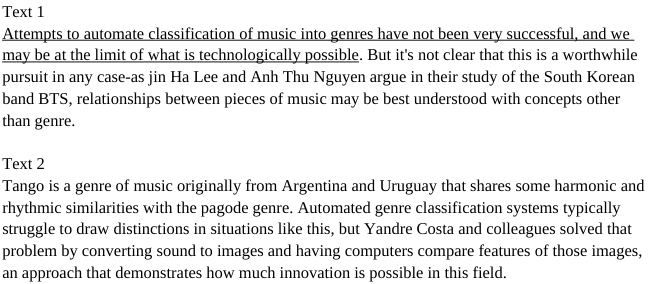 Text 1
Attempts to automate classification of music into genres have not been very successful, and we
may be at the limit of what is technologically possible. But it's not clear that this is a worthwhile
pursuit in any case-as jin Ha Lee and Anh Thu Nguyen argue in their study of the South Korean
band BTS, relationships between pieces of music may be best understood with concepts other
than genre.
Text 2
Tango is a genre of music originally from Argentina and Uruguay that shares some harmonic and
rhythmic similarities with the pagode genre. Automated genre classification systems typically
struggle to draw distinctions in situations like this, but Yandre Costa and colleagues solved that
problem by converting sound to images and having computers compare features of those images,
an approach that demonstrates how much innovation is possible in this field.